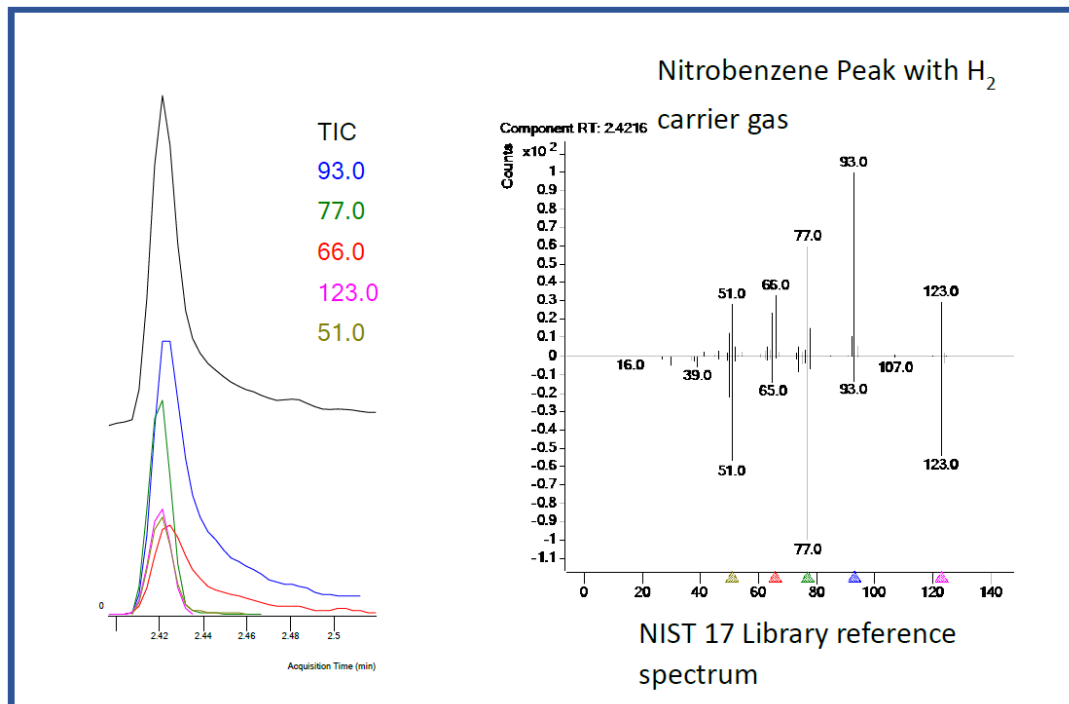 Nitrobenzene Peak with H2
carrier gas
TIC
93.0
77.0
66.0
123.0
51.0
0
2.42 2.44 2.46 2.48 2.5
Acquisition Time (min)
Component RT: 2.4216
x10 2
Counts
1
0.9
0.8
0.7
0.6
0.5
0.4
0.3
0.2
0.1
0
-0.1
-0.2
-0.3
-0.4
-0.5
-0.6
-0.7
-0.8
-0.9
-1
-1.1
93.0
77.0
51.0 66.0 123.0
16.0 39.0 65.0 93.0 107.0
51.0 123.0
77.0
0 20 40 60 80 100 120 140
NIST 17 Library reference
spectrum